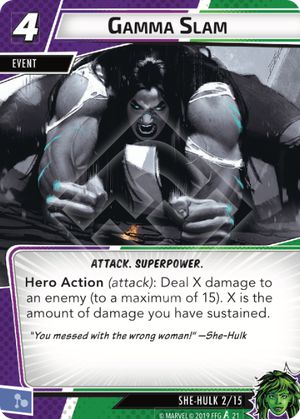 4
GAMMA SLAM
EVENT
ATTACK. SUPERPOWER.
Hero Action (attack): Deal X damage to
an enemy (to a maximum of 15). X is the
amount of damage you have sustained.
"You messed with the wrong woman!" —She-Hulk
SHE-HULK 2/15
© MARVEL © 2019 FFG A 21